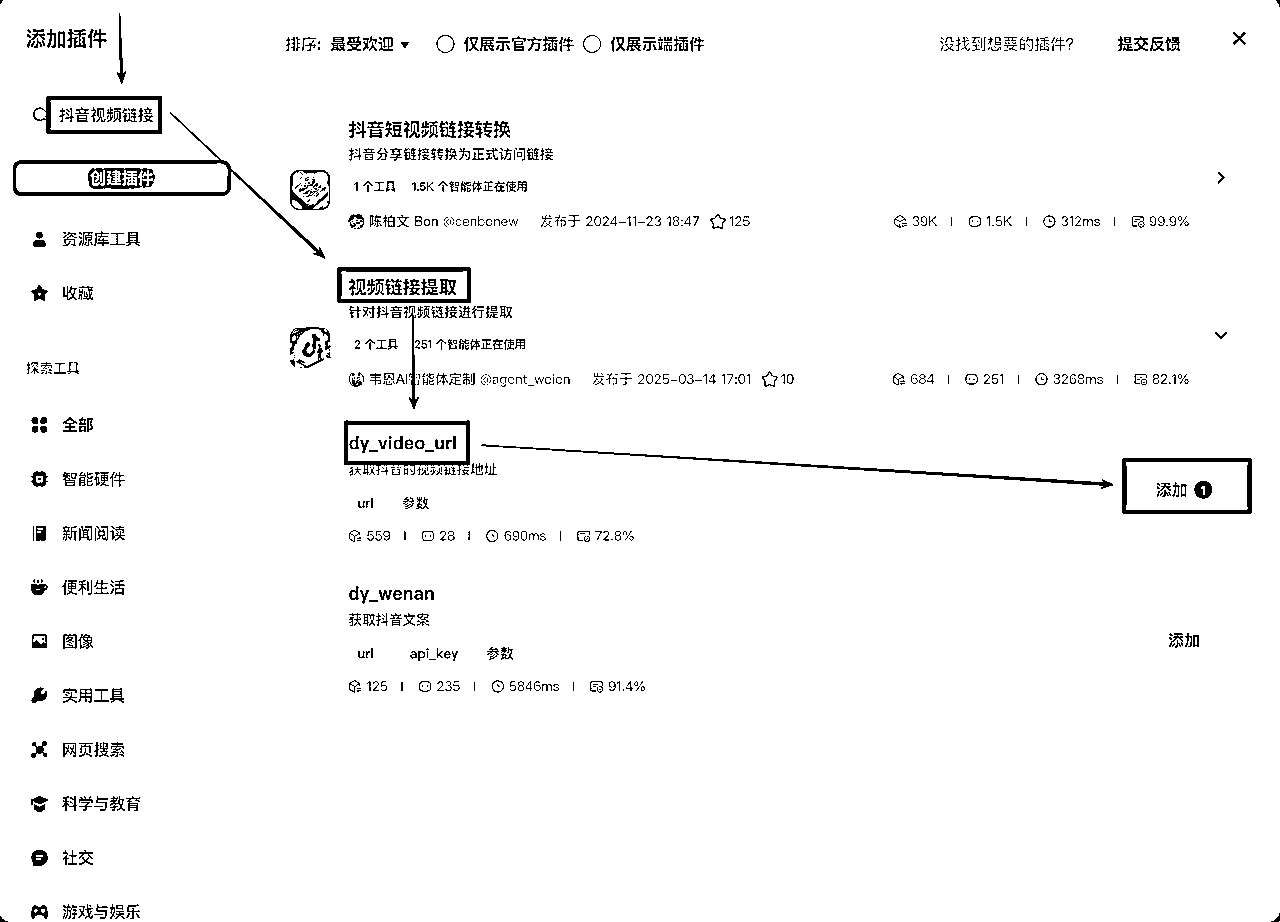 添加插件
排序: 最受欢迎 仅展示官方插件 仅展示端插件 没找到想要的插件? 提交反馈
抖音视频链接
创建插件
资源库工具
收藏
探索工具
全部
智能硬件
新闻阅读
便利生活
图像
实用工具
网页搜索
科学与教育
社交
游戏与娱乐
抖音短视频链接转换
抖音分享链接转换为正式访问链接
1 个工具 1.5K 个智能体正在使用
陈柏文 Bon @cenbonew 发布于 2024-11-23 18:47 125 39K 1.5K 312ms 99.9%
视频链接提取
针对抖音视频链接进行提取
2 个工具 251 个智能体正在使用
韦恩AI智能体定制 @agent_weien 发布于 2025-03-14 17:01 10 684 251 3268ms 82.1%
dy_video_url
获取抖音的视频链接地址
url 参数
559 28 690ms 72.8%
添加 1
dy_wenan
获取抖音文案
url api_key 参数
125 235 5846ms 91.4%
添加